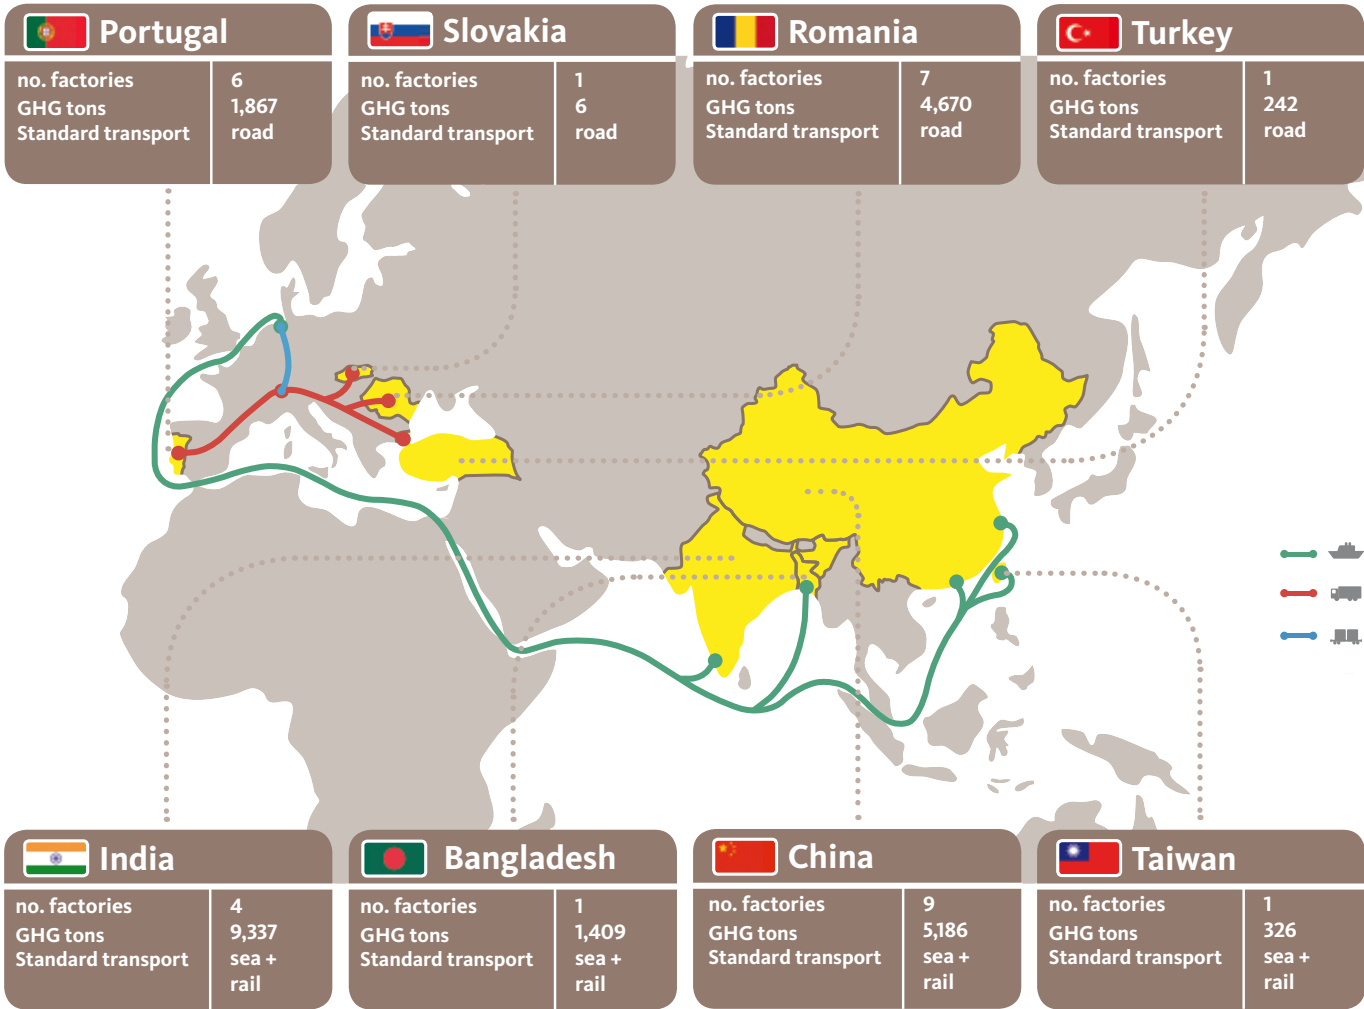 Portugal
no. factories 6
GHG tons 1,867
Standard transport road
Slovakia
no. factories 1
GHG tons 6
Standard transport road
Romania
no. factories 7
GHG tons 4,670
Standard transport road
Turkey
no. factories 1
GHG tons 242
Standard transport road
India
no. factories 4
GHG tons 9,337
Standard transport sea +
rail
Bangladesh
no. factories 1
GHG tons 1,409
Standard transport sea +
rail
China
no. factories 9
GHG tons 5,186
Standard transport sea +
rail
Taiwan
no. factories 1
GHG tons 326
Standard transport sea +
rail